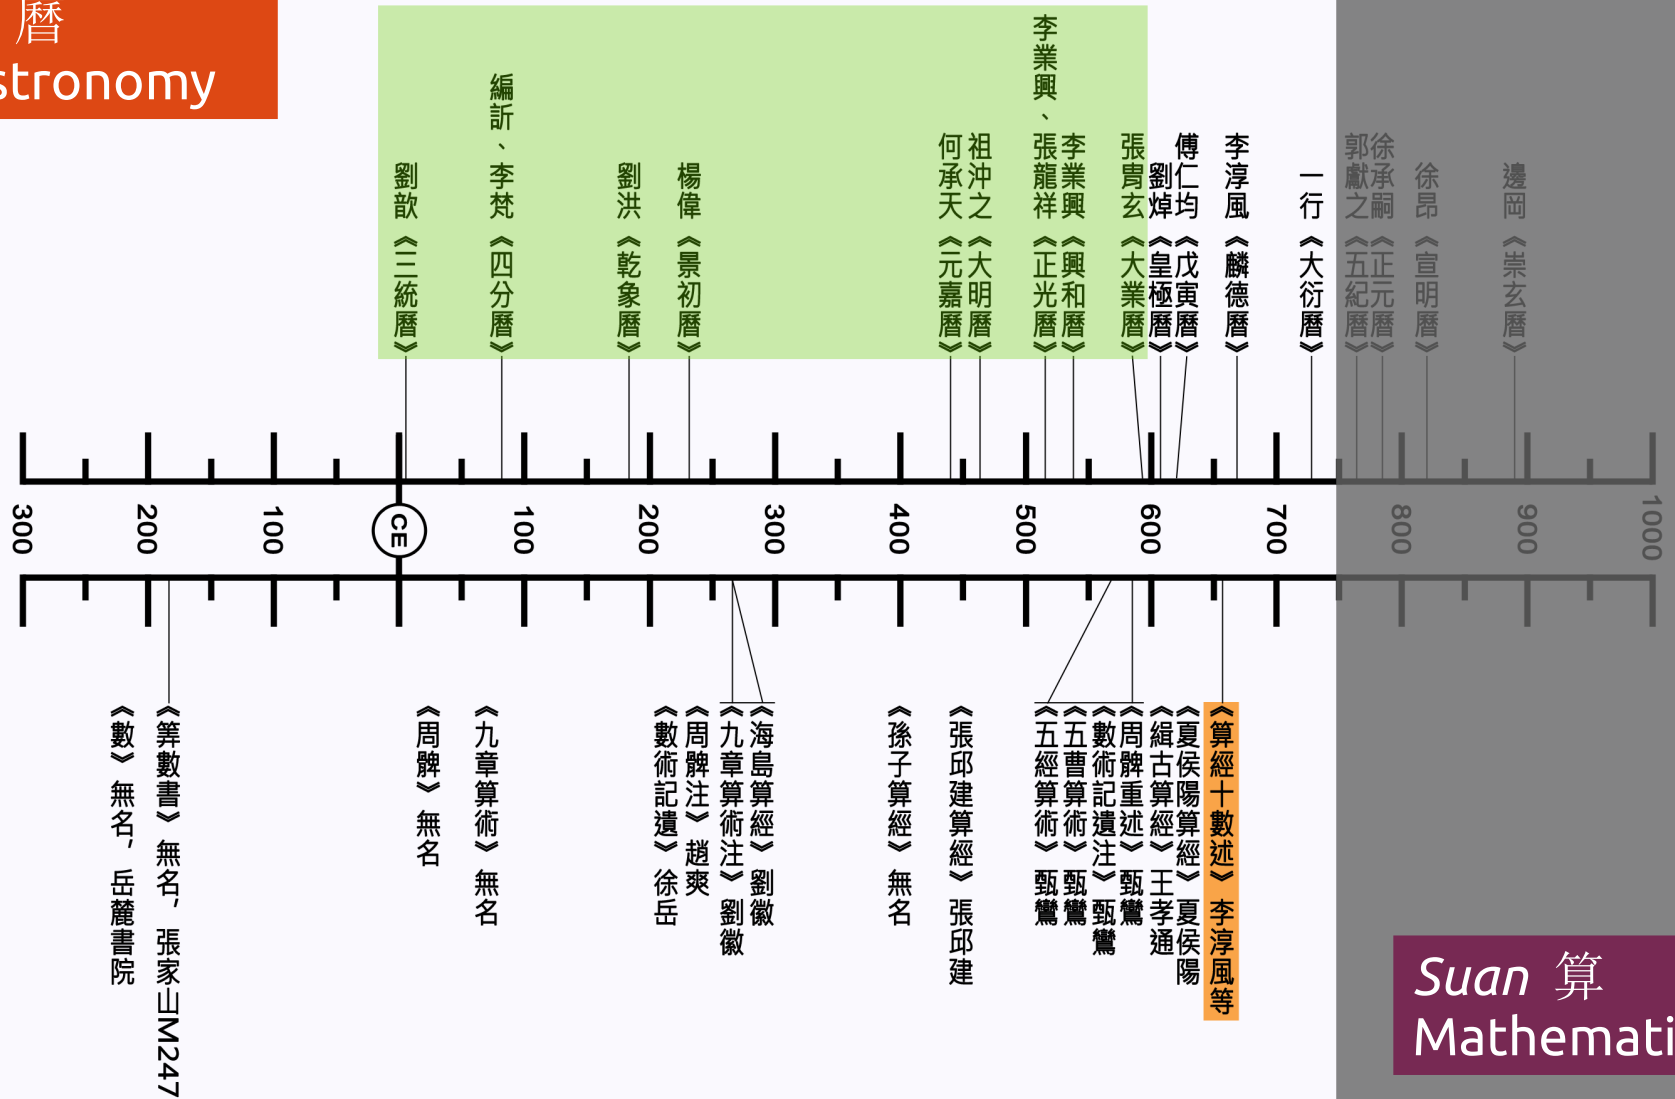 曆
stronomy
劉歆《三統曆》
編訢、李梵《四分曆》
劉洪《乾象曆》
楊偉《景初曆》
何承天《元嘉曆》
祖沖之《大明曆》
李業興、張龍祥《正光曆》
李業興《興和曆》
張胄玄《大業曆》
劉焯《皇極曆》
傅仁均《戊寅曆》
李淳風《麟德曆》
一行《大衍曆》
郭獻之《五紀曆》
徐承嗣《正元曆》
徐昂《宣明曆》
邊岡《崇玄曆》
300
200
100
CE
100
200
300
400
500
600
700
800
900
1000
《數》無名，岳麓書院
《筭數書》無名，張家山M247
《周髀》無名
《九章算術》無名
《數術記遺》徐岳
《周髀注》趙爽
《九章算術注》劉徽
《海島算經》劉徽
《孫子算經》無名
《張邱建算經》張邱建
《五經算術》甄鸞
《五曹算術》甄鸞
《數術記遺注》甄鸞
《周髀重述》甄鸞
《緝古算經》王孝通
《夏侯陽算經》夏侯陽
《算經十數述》李淳風等
Suan 算
Mathemati